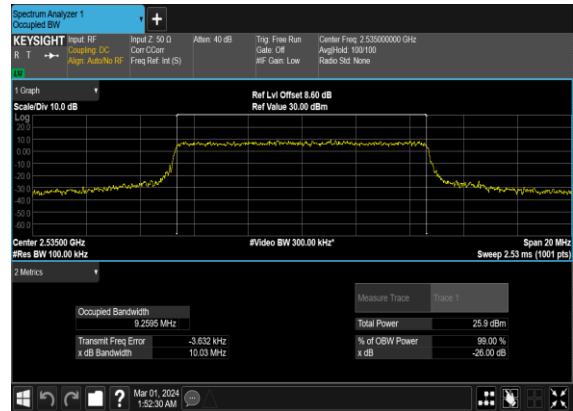 Spectrum Analyzer 1
Occupied BW
KEYSIGHT Input: RF Input Z: 50 Ω Atten: 40 dB Trig: Free Run Center Freq: 2.535000000 GHz
R T Coupling: DC Corr CCorr Gate: Off Avg|Hold: 100/100
Align: Auto/No RF Freq Ref: Int (S) #IF Gain: Low Radio Std: None
LW
1 Graph Ref Lvl Offset 8.60 dB
Scale/Div 10.0 dB Ref Value 30.00 dBm
Log
20.0
10.0
0.00
-10.0
-20.0
-30.0
-40.0
-50.0
-60.0
Center 2.53500 GHz #Video BW 300.00 kHz* Span 20 MHz
#Res BW 100.00 kHz Sweep 2.53 ms (1001 pts)
2 Metrics
Measure Trace Trace 1
Occupied Bandwidth
9.2595 MHz Total Power 25.9 dBm
Transmit Freq Error -3.632 kHz % of OBW Power 99.00 %
x dB Bandwidth 10.03 MHz x dB -26.00 dB
? Mar 01, 2024
1:52:30 AM